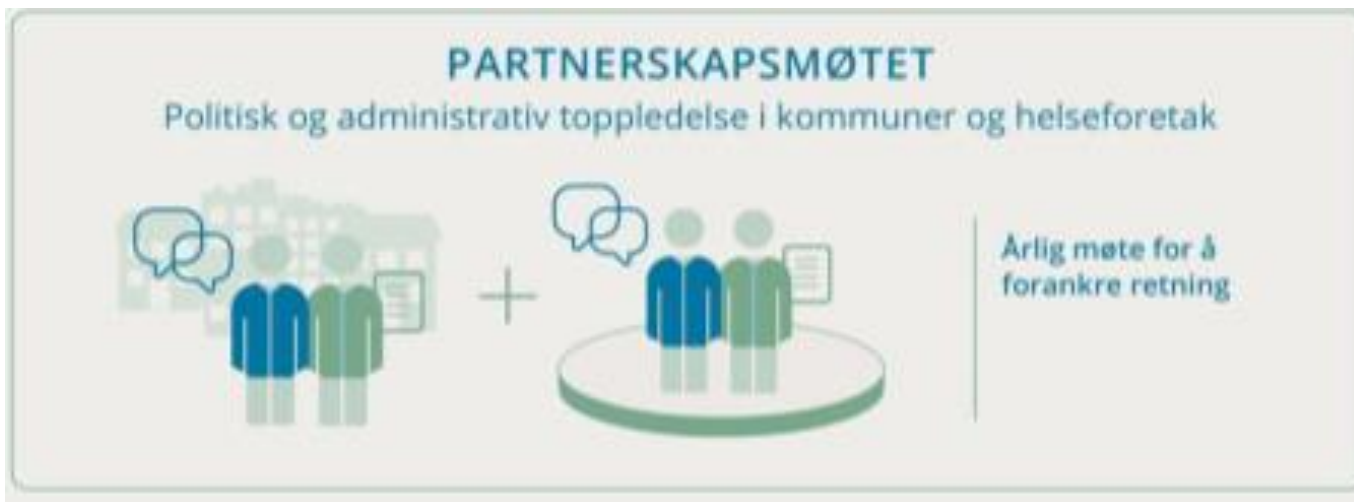 PARTNERSKAPSMØTET
Politisk og administrativ toppledelse i kommuner og helseforetak
Årlig møte for å
forankre retning